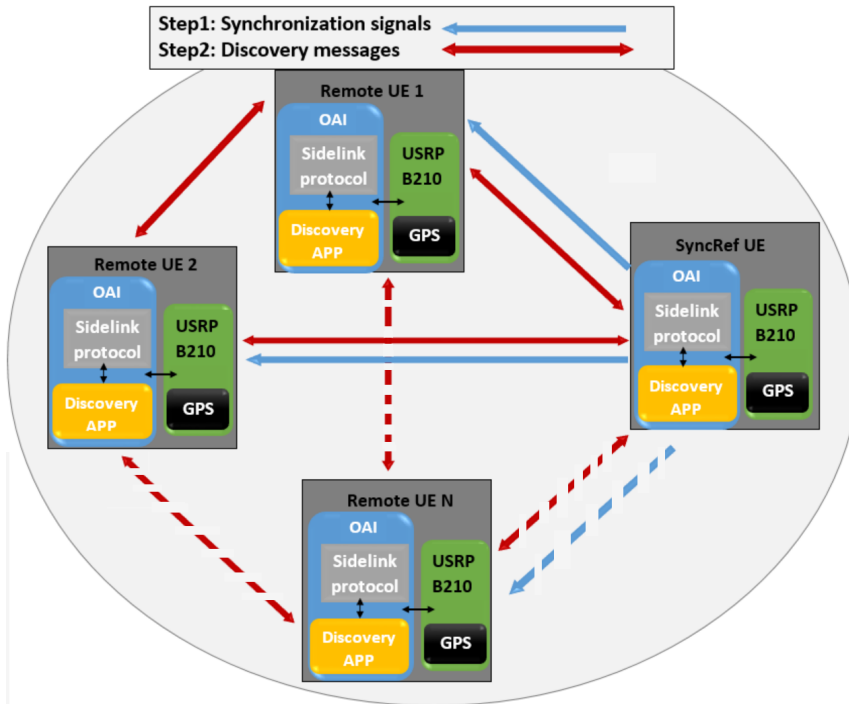 Step1: Synchronization signals
Step2: Discovery messages
Remote UE 1
OAI
Sidelink
protocol
USRP
B210
Discovery
APP
GPS
Remote UE 2
OAI
Sidelink
protocol
USRP
B210
Discovery
APP
GPS
SyncRef UE
OAI
Sidelink
protocol
USRP
B210
Discovery
APP
GPS
Remote UE N
OAI
Sidelink
protocol
USRP
B210
Discovery
APP
GPS